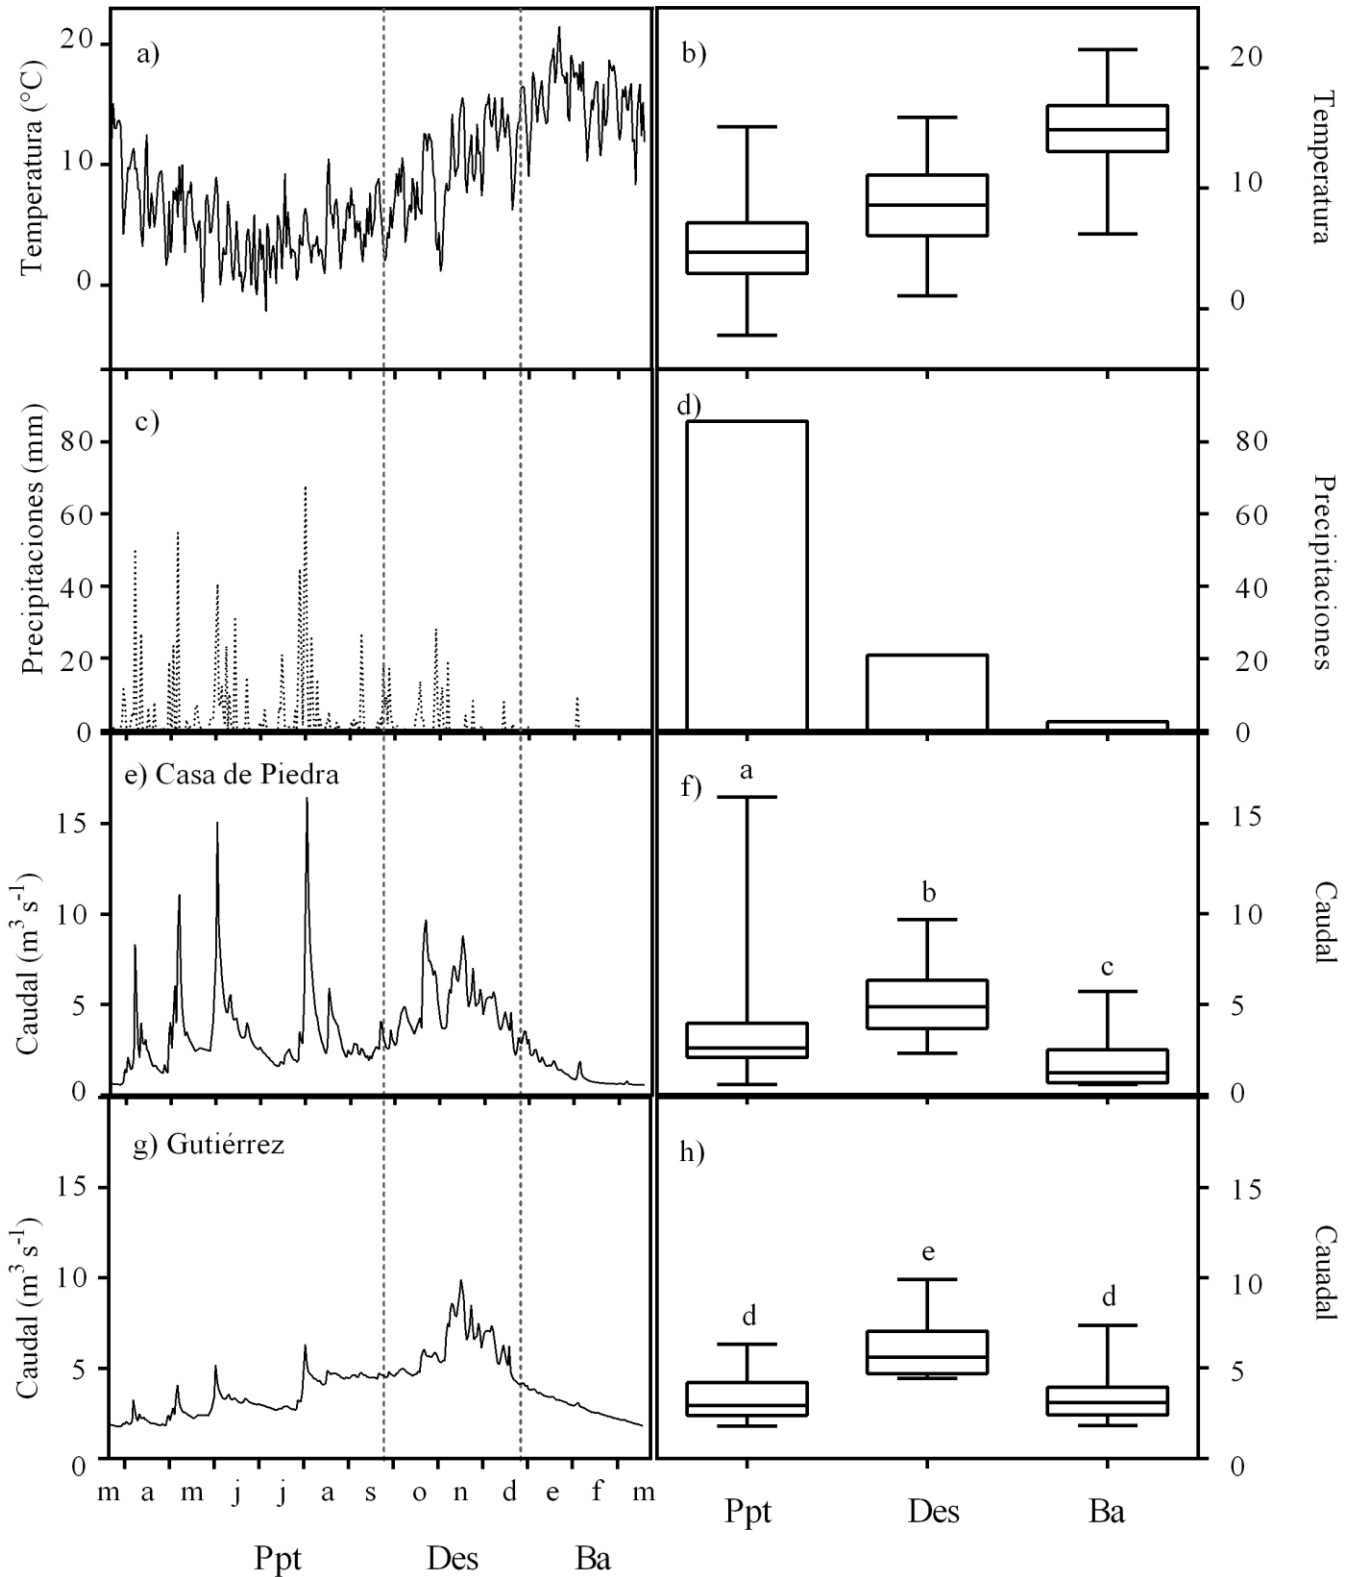 a)
Temperatura (°C)
20
10
0
b)
20
10
0
Temperatura
c)
Precipitaciones (mm)
80
60
40
20
0
d)
80
60
40
20
0
Precipitaciones
e) Casa de Piedra
Caudal (m³ s⁻¹)
15
10
5
0
f)
a
b
c
15
10
5
0
Caudal
g) Gutiérrez
Caudal (m³ s⁻¹)
15
10
5
0
h)
d
e
d
15
10
5
0
Cauadal
m a m j j a s o n d e f m
Ppt Des Ba
Ppt Des Ba